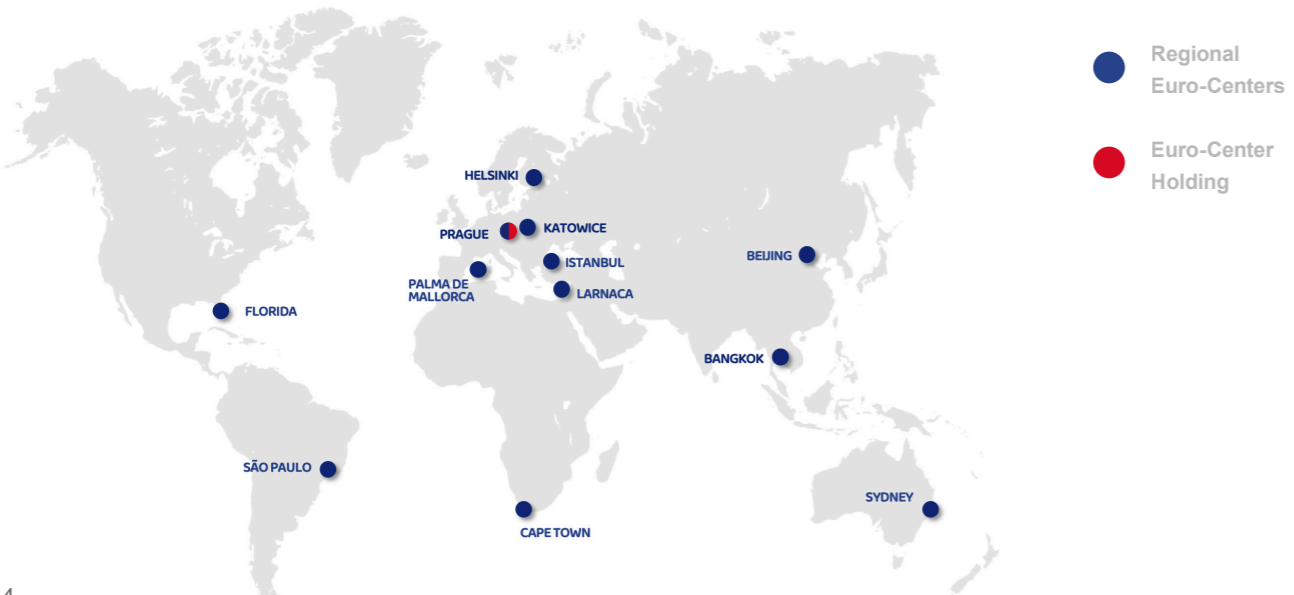 Regional
Euro-Centers
Euro-Center
Holding
HELSINKI
PRAGUE
KATOWICE
ISTANBUL
BEIJING
PALMA DE
MALLORCA
LARNACA
FLORIDA
BANGKOK
SÃO PAULO
SYDNEY
CAPE TOWN
4